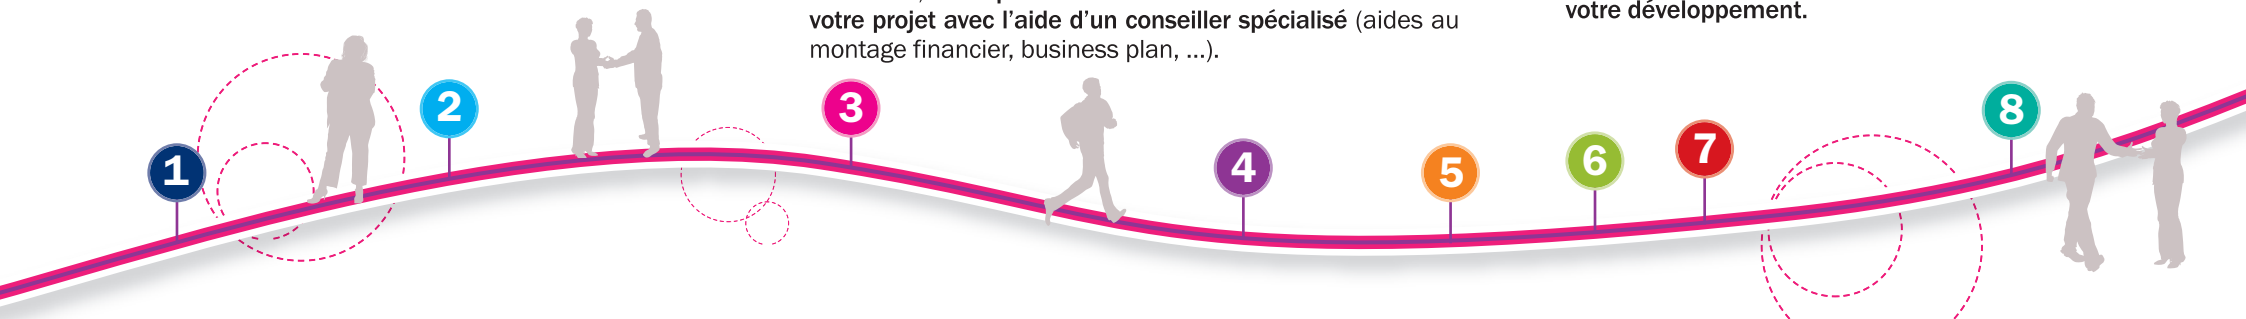 votre projet avec l’aide d’un conseiller spécialisé (aides au
montage financier, business plan, ...).
votre développement.
1
2
3
4
5
6
7
8